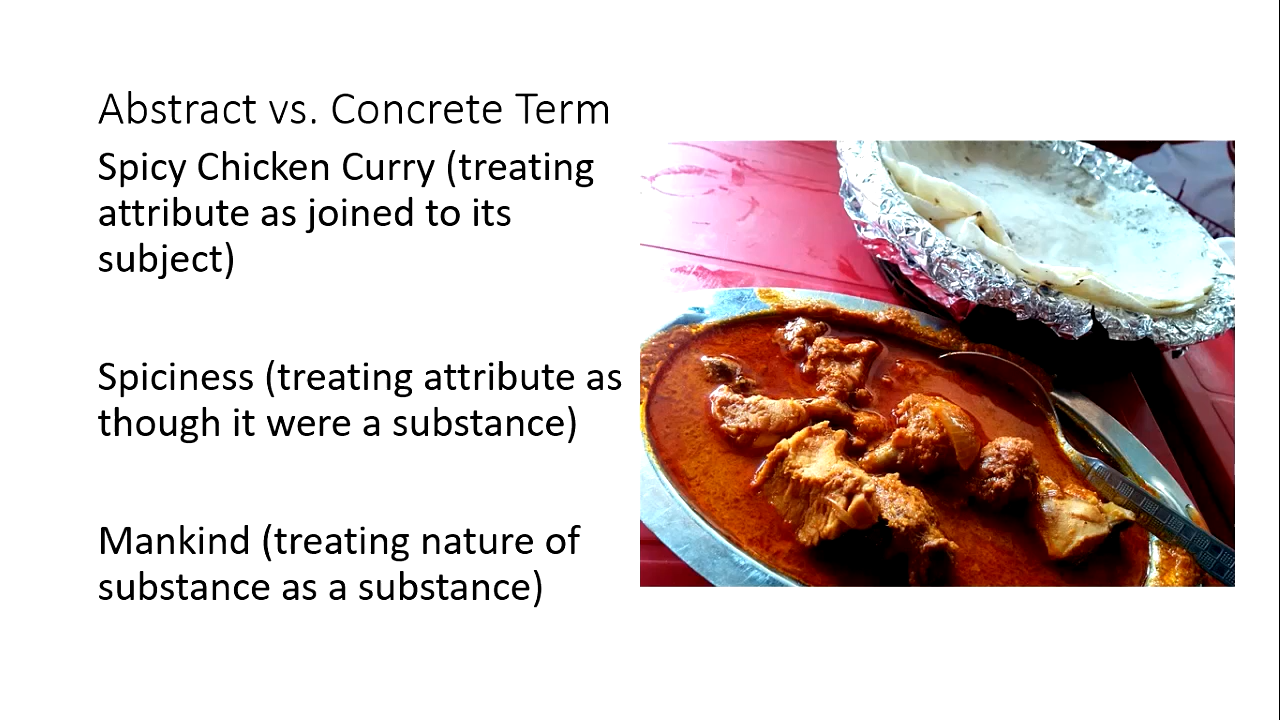 Abstract vs. Concrete Term
Spicy Chicken Curry (treating
attribute as joined to its
subject)
Spiciness (treating attribute as
though it were a substance)
Mankind (treating nature of
substance as a substance)